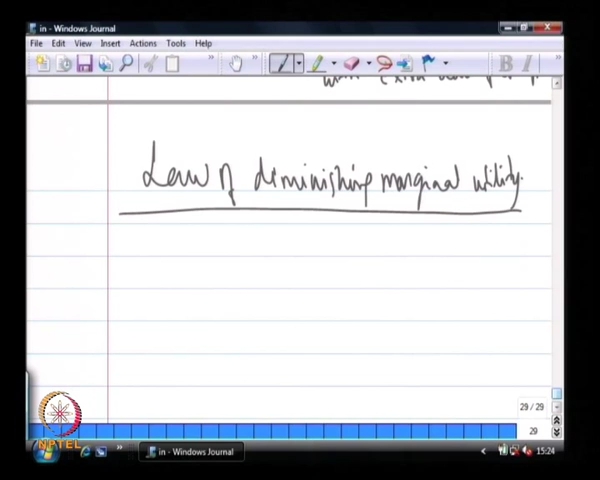 in - Windows Journal
File Edit View Insert Actions Tools Help
B I
Law of diminishing marginal utility.
29 / 29
29
NPTEL
in - Windows Journal
15:24